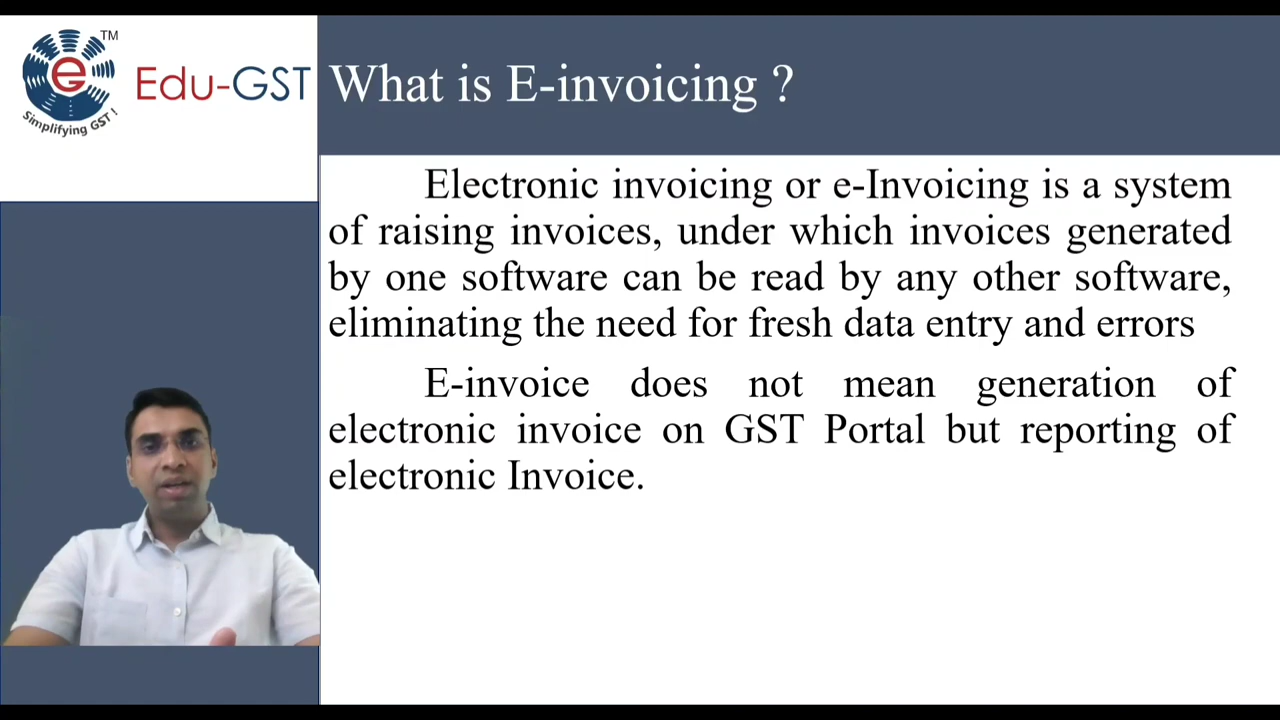 TM
e
Simplifying GST !
Edu-GST
What is E-invoicing ?
Electronic invoicing or e-Invoicing is a system
of raising invoices, under which invoices generated
by one software can be read by any other software,
eliminating the need for fresh data entry and errors
E-invoice does not mean generation of
electronic invoice on GST Portal but reporting of
electronic Invoice.